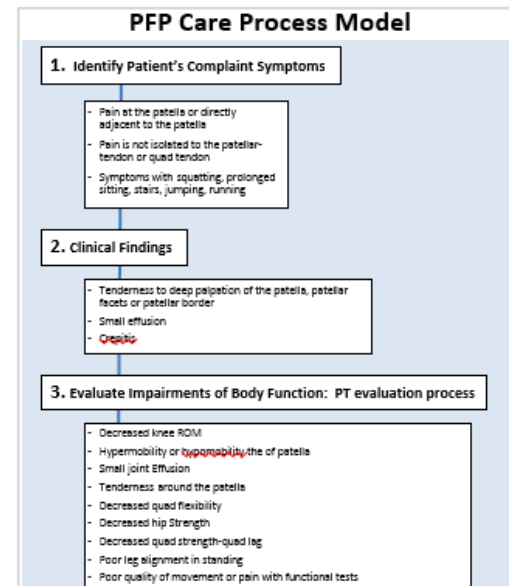 PFP Care Process Model
1. Identify Patient's Complaint Symptoms
- Pain at the patella or directly
adjacent to the patella
- Pain is not isolated to the patellar-
tendon or quad tendon
- Symptoms with squatting, prolonged
sitting, stairs, jumping, running
2. Clinical Findings
- Tenderness to deep palpation of the patella, patellar
facets or patellar border
- Small effusion
- Crepitis
3. Evaluate Impairments of Body Function: PT evaluation process
- Decreased knee ROM
- Hypermobility or hypomobility the of patella
- Small joint Effusion
- Tenderness around the patella
- Decreased quad flexibility
- Decreased hip Strength
- Decreased quad strength-quad lag
- Poor leg alignment in standing
- Poor quality of movement or pain with functional tests